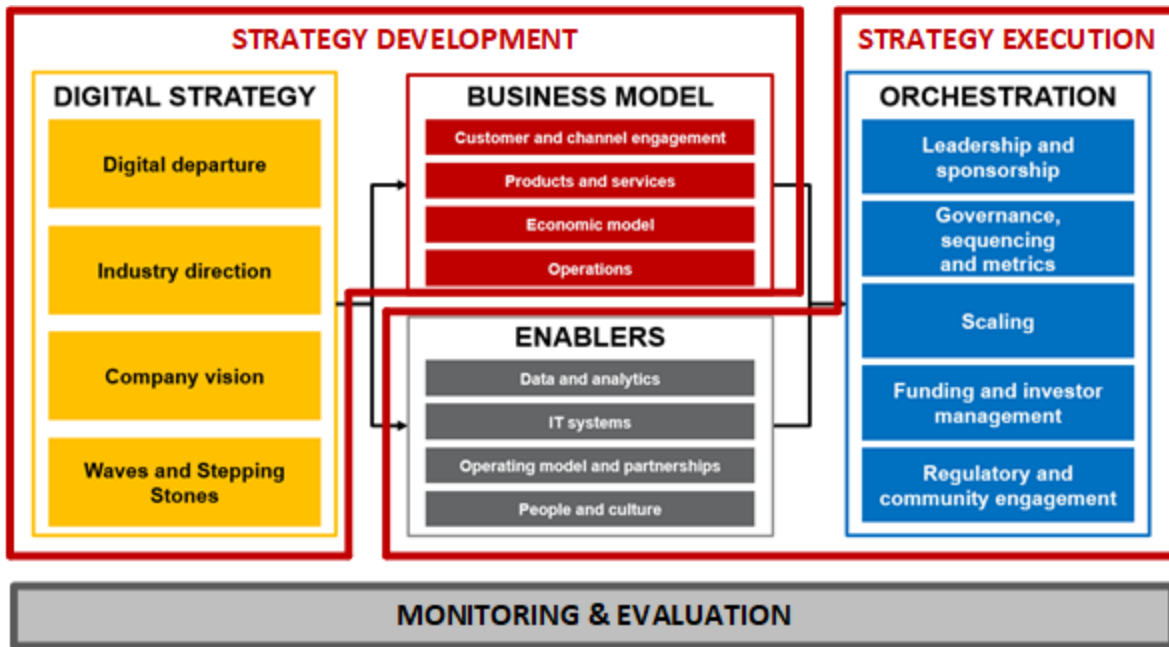 STRATEGY DEVELOPMENT
STRATEGY EXECUTION
DIGITAL STRATEGY
Digital departure
Industry direction
Company vision
Waves and Stepping
Stones
BUSINESS MODEL
Customer and channel engagement
Products and services
Economic model
Operations
ENABLERS
Data and analytics
IT systems
Operating model and partnerships
People and culture
ORCHESTRATION
Leadership and
sponsorship
Governance,
sequencing
and metrics
Scaling
Funding and investor
management
Regulatory and
community engagement
MONITORING & EVALUATION